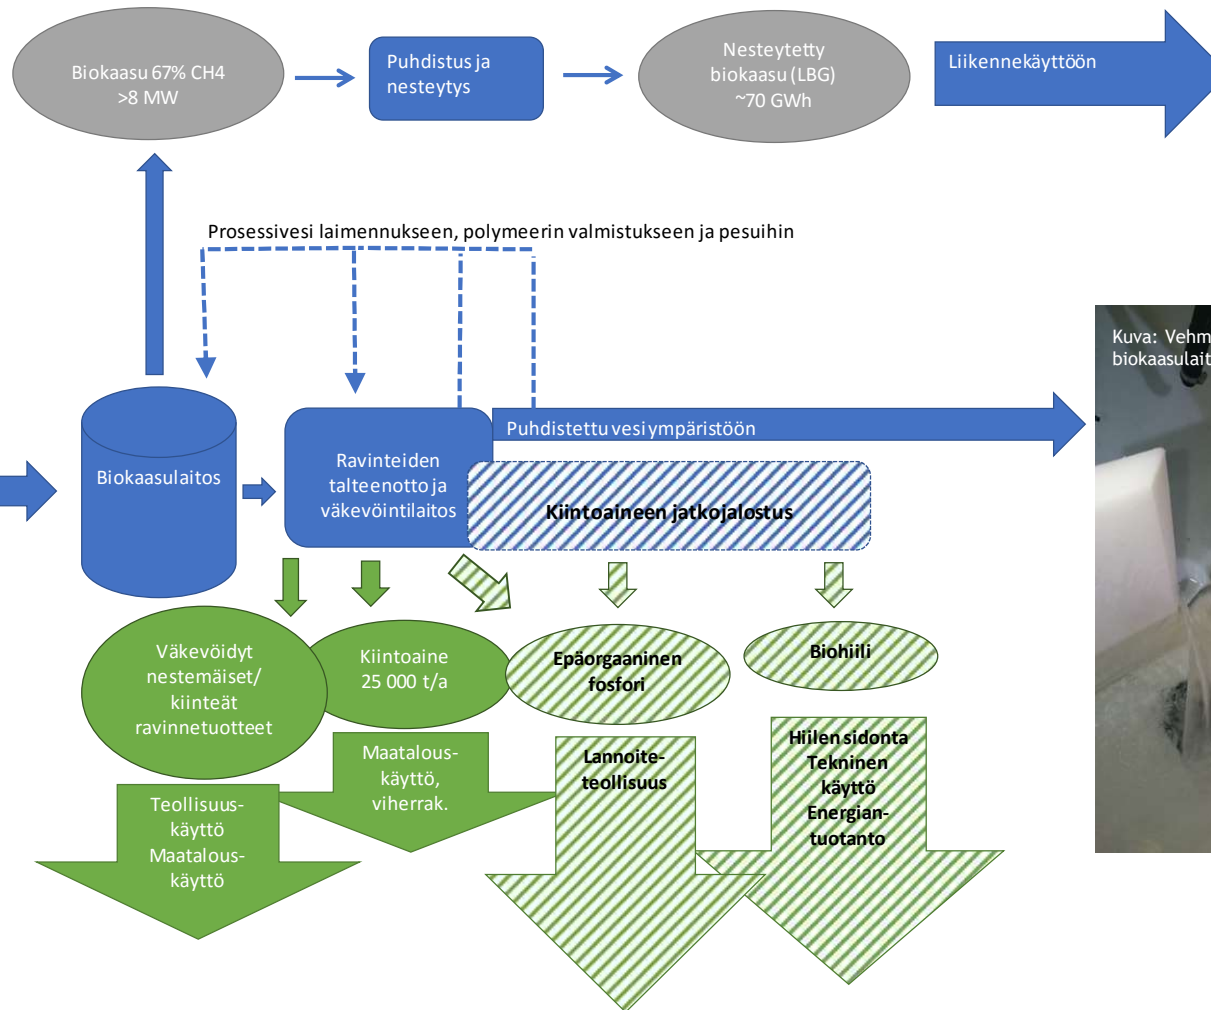 Biokaasu 67% CH4
>8 MW
Puhdistus ja
nesteytys
Nesteytetty
biokaasu (LBG)
~70 GWh
Liikennekäyttöön
Prosessivesi laimennukseen, polymeerin valmistukseen ja pesuihin
Kuva: Vehm
biokaasulait
Biokaasulaitos
Ravinteiden
talteenotto ja
väkevöintilaitos
Puhdistettu vesi ympäristöön
Kiintoaineen jatkojalostus
Väkevöidyt
nestemäiset/
kiinteät
ravinnetuotteet
Kiintoaine
25 000 t/a
Epäorgaaninen
fosfori
Biohiili
Teollisuus-
käyttö
Maatalous-
käyttö
Maatalous-
käyttö,
viherrak.
Lannoite-
teollisuus
Hiilen sidonta
Tekninen
käyttö
Energian-
tuotanto